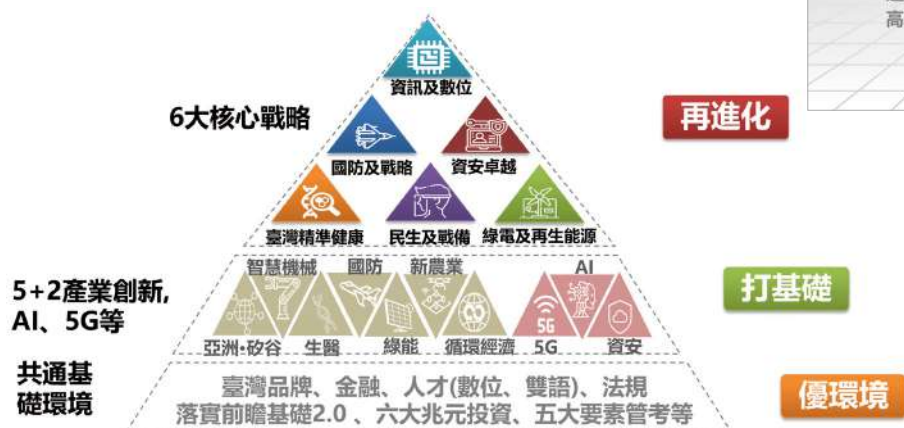 高
資訊及數位
6大核心戰略
再進化
國防及戰略
資安卓越
臺灣精準健康
民生及戰備
綠電及再生能源
智慧機械
國防
新農業
AI
5+2產業創新,
AI、5G等
打基礎
5G
亞洲·矽谷
生醫
綠能
循環經濟
5G
資安
共通基
礎環境
臺灣品牌、金融、人才(數位、雙語)、法規
落實前瞻基礎2.0 、六大兆元投資、五大要素管考等
優環境